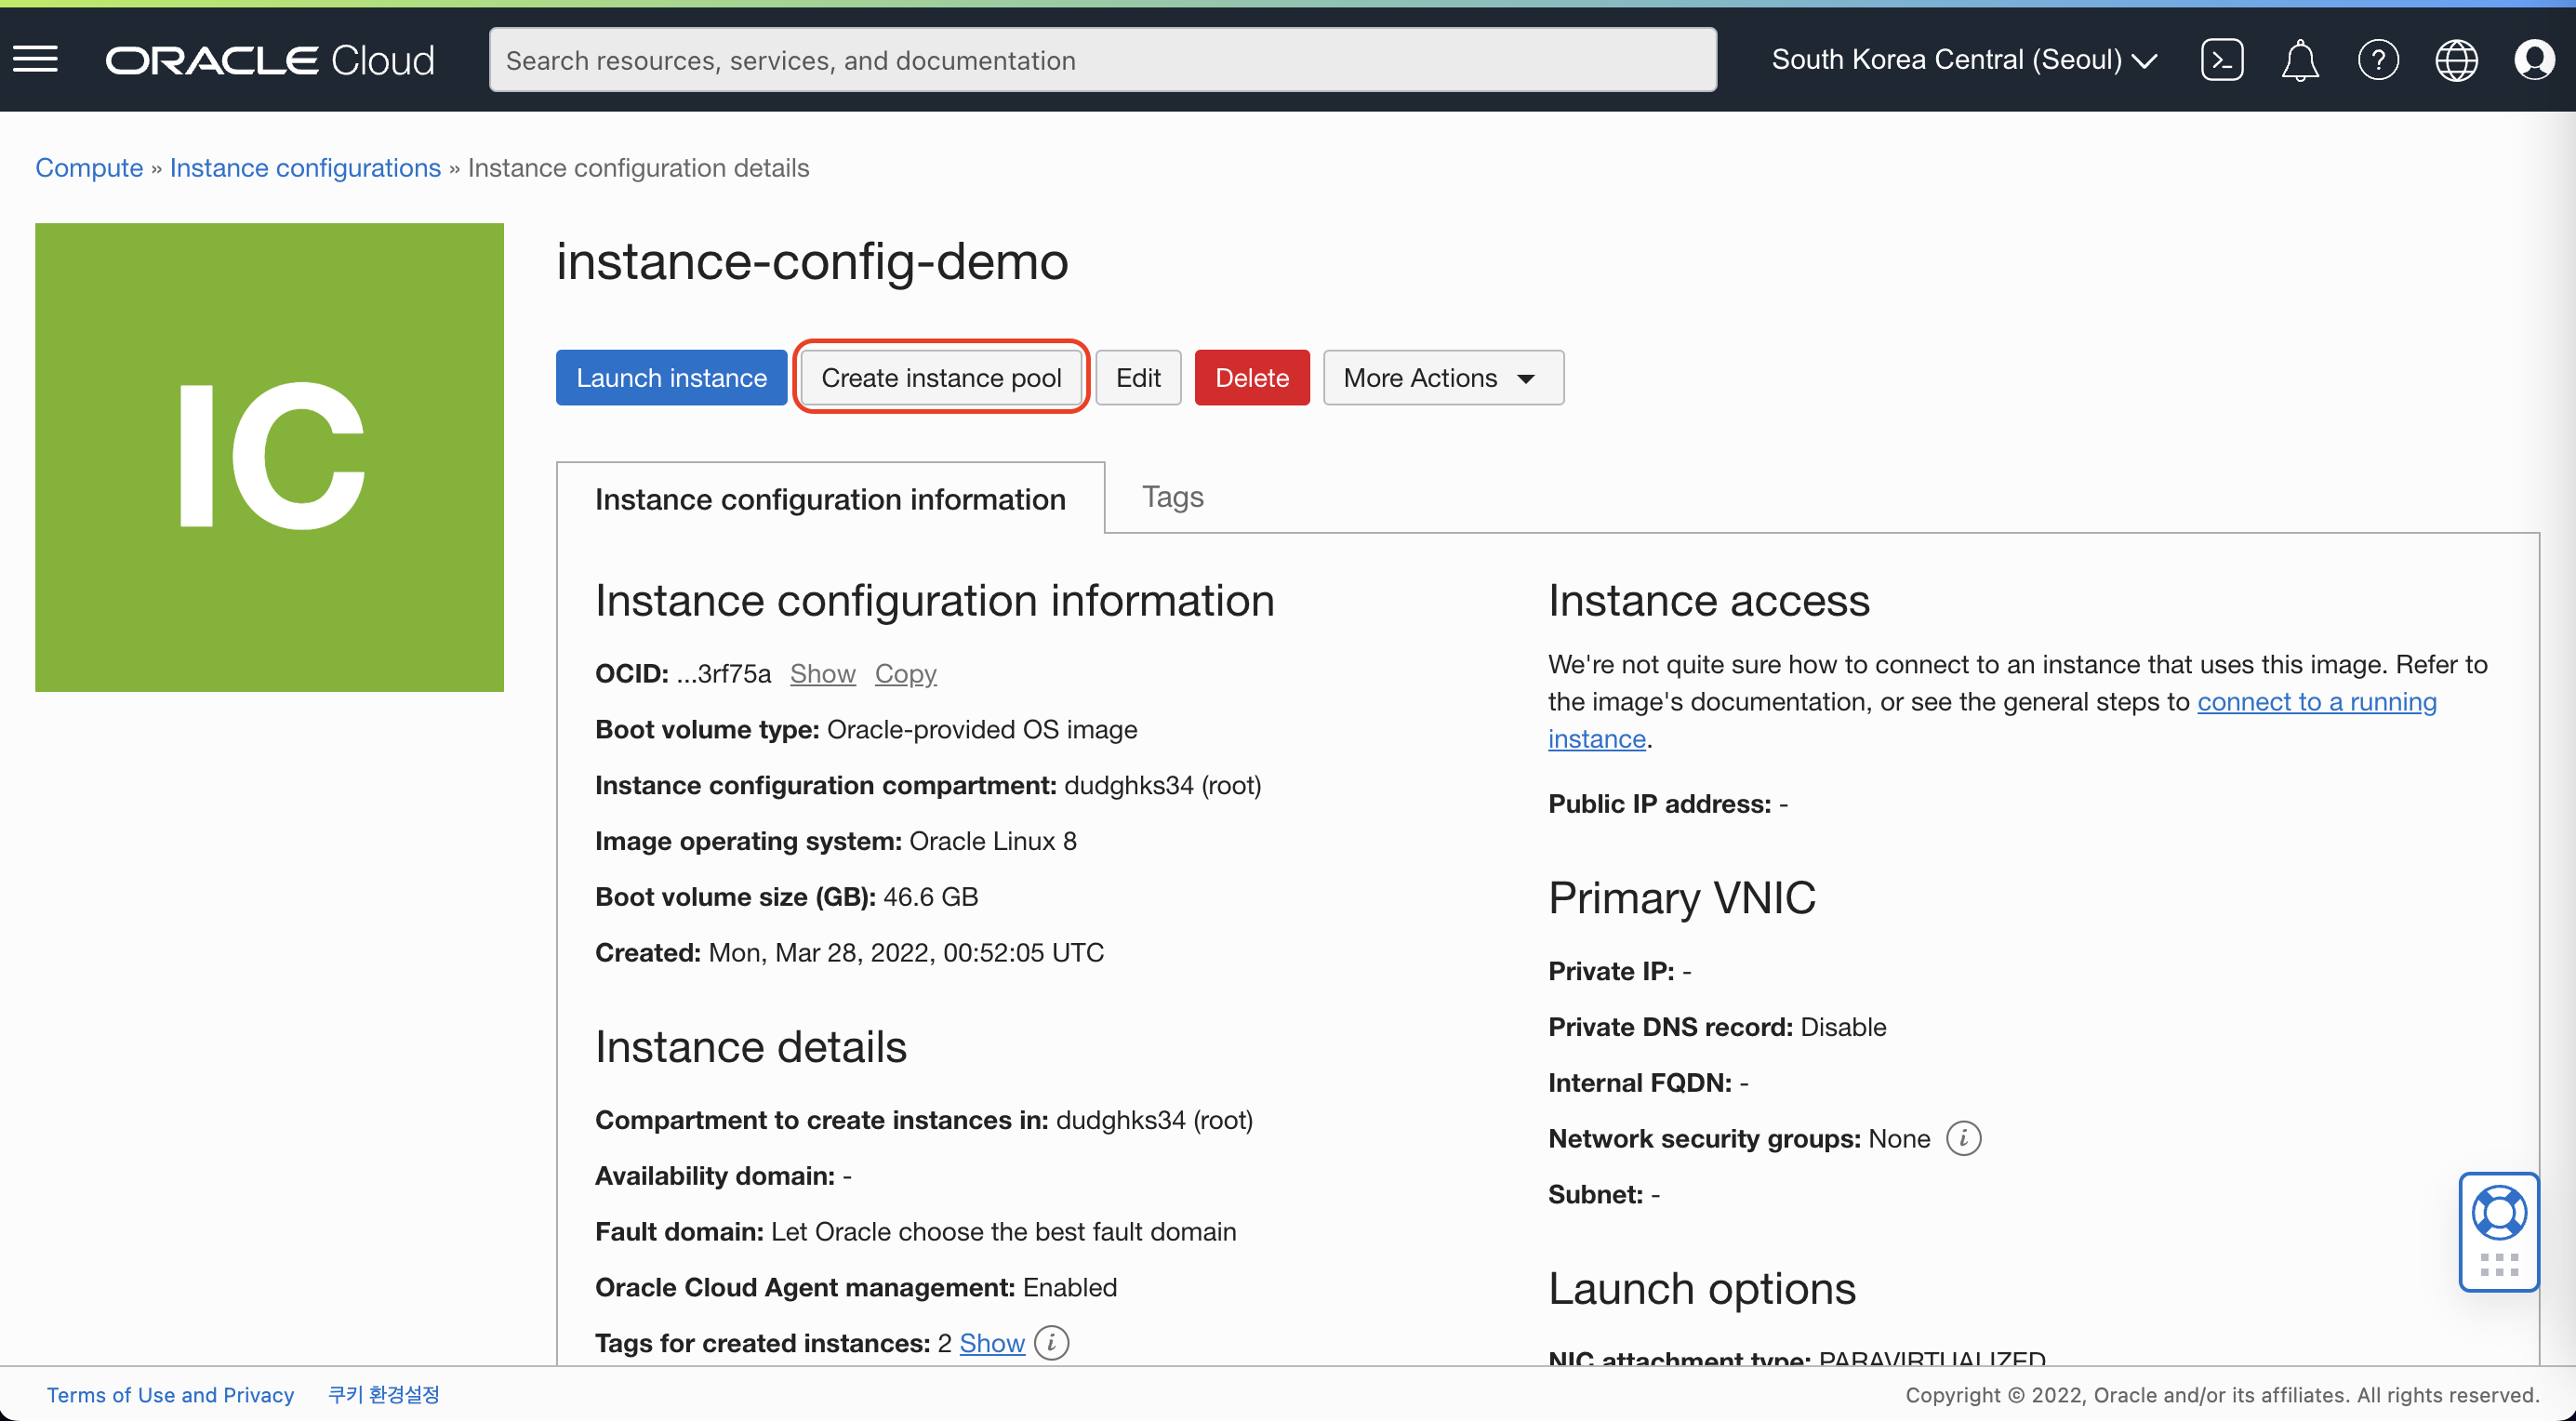 ORACLE Cloud
Search resources, services, and documentation
South Korea Central (Seoul)
Compute » Instance configurations » Instance configuration details
IC
instance-config-demo
Launch instance
Create instance pool
Edit
Delete
More Actions
Instance configuration information
Tags
Instance configuration information
OCID: ...3rf75a Show Copy
Boot volume type: Oracle-provided OS image
Instance configuration compartment: dudghks34 (root)
Image operating system: Oracle Linux 8
Boot volume size (GB): 46.6 GB
Created: Mon, Mar 28, 2022, 00:52:05 UTC
Instance details
Compartment to create instances in: dudghks34 (root)
Availability domain: -
Fault domain: Let Oracle choose the best fault domain
Oracle Cloud Agent management: Enabled
Tags for created instances: 2 Show
Instance access
We're not quite sure how to connect to an instance that uses this image. Refer to
the image's documentation, or see the general steps to connect to a running
instance.
Public IP address: -
Primary VNIC
Private IP: -
Private DNS record: Disable
Internal FQDN: -
Network security groups: None
Subnet: -
Launch options
NIC attachment type: PARAVIRTUALIZED
Terms of Use and Privacy
쿠키 환경설정
Copyright © 2022, Oracle and/or its affiliates. All rights reserved.